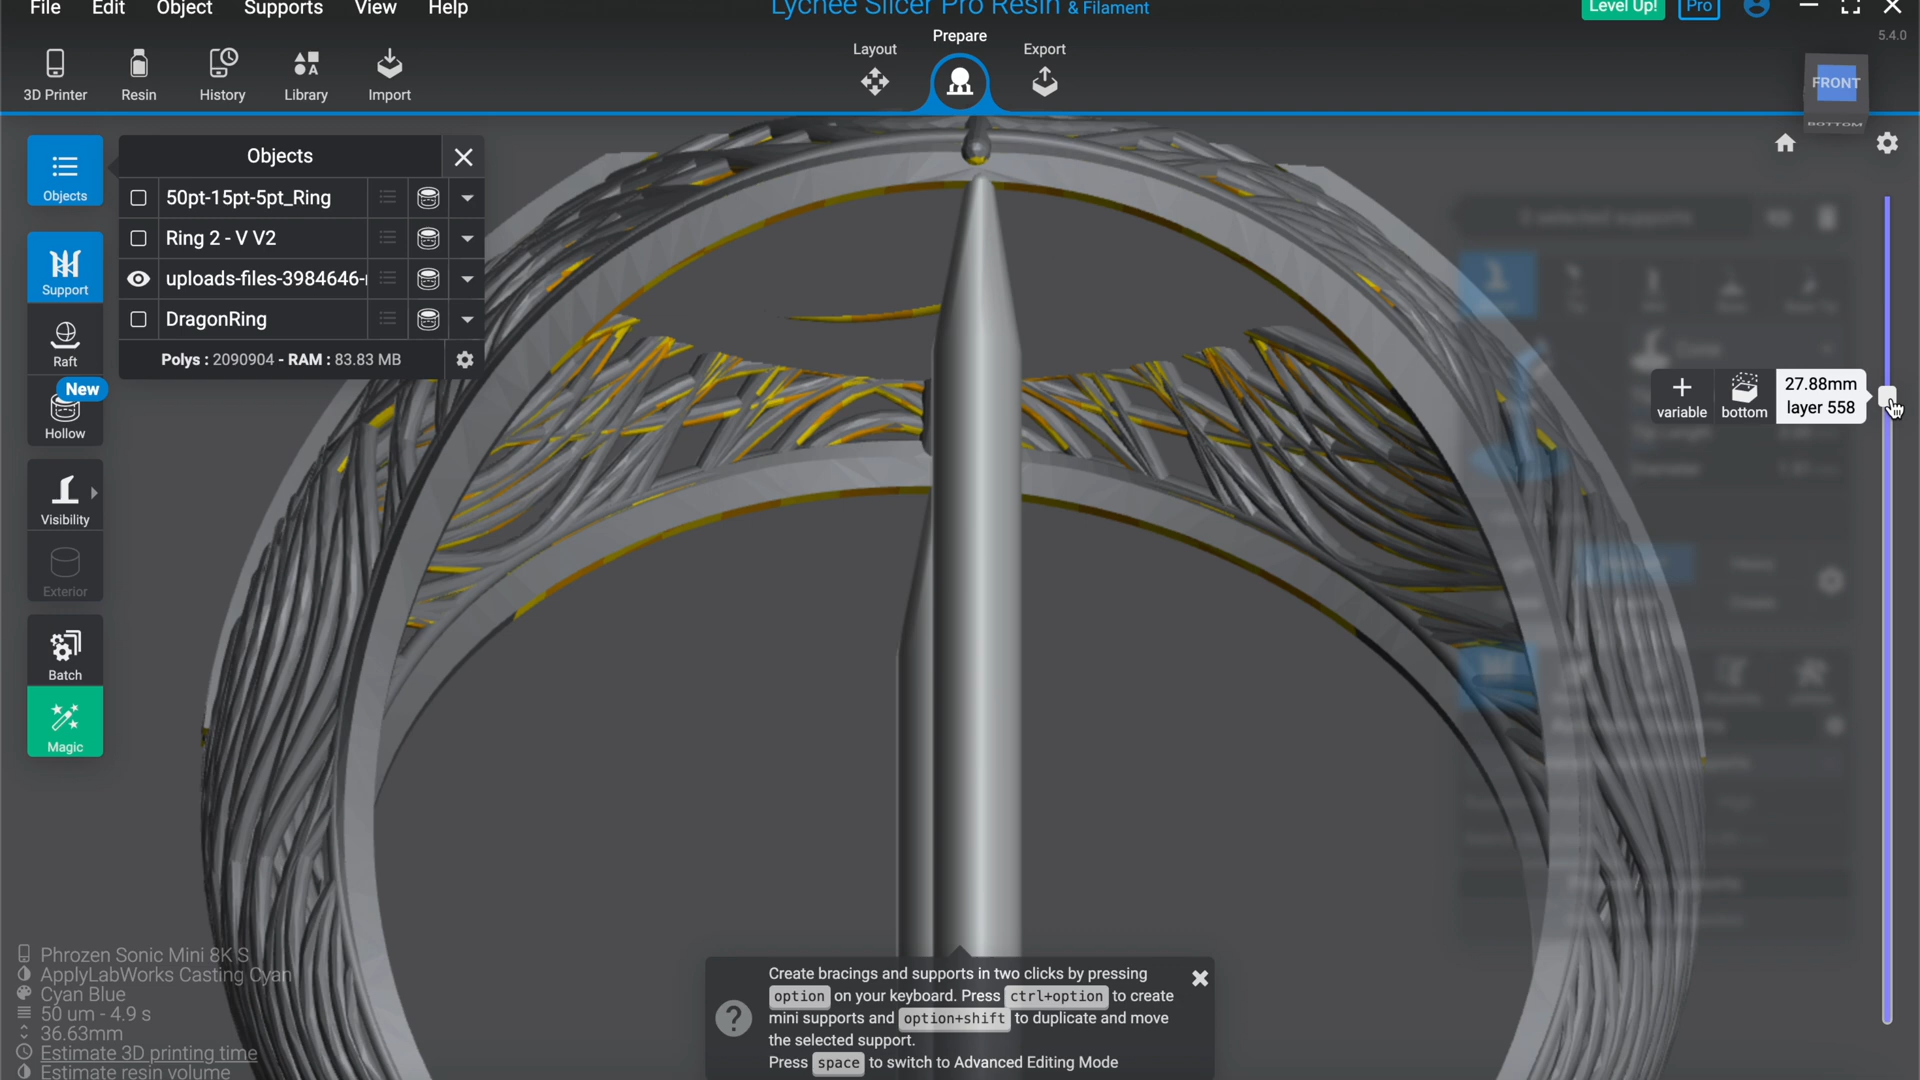 File Edit Object Supports View Help
Lychee Slicer Pro Resin & Filament
Level Up! Pro
5.4.0
3D Printer Resin History Library Import
Layout Prepare Export
FRONT
BOTTOM
Objects
Objects
50pt-15pt-5pt_Ring
Ring 2 - V V2
uploads-files-3984646-
DragonRing
Polys : 2090904 - RAM : 83.83 MB
Support
Raft
New
Hollow
Visibility
Exterior
Batch
Magic
0 selected supports
variable
bottom
27.88mm
layer 558
Diameter
Phrozen Sonic Mini 8K S
ApplyLabWorks Casting Cyan
Cyan Blue
50 um - 4.9 s
36.63mm
Estimate 3D printing time
Estimate resin volume
Create bracings and supports in two clicks by pressing
option on your keyboard. Press ctrl+option to create
mini supports and option+shift to duplicate and move
the selected support.
Press space to switch to Advanced Editing Mode